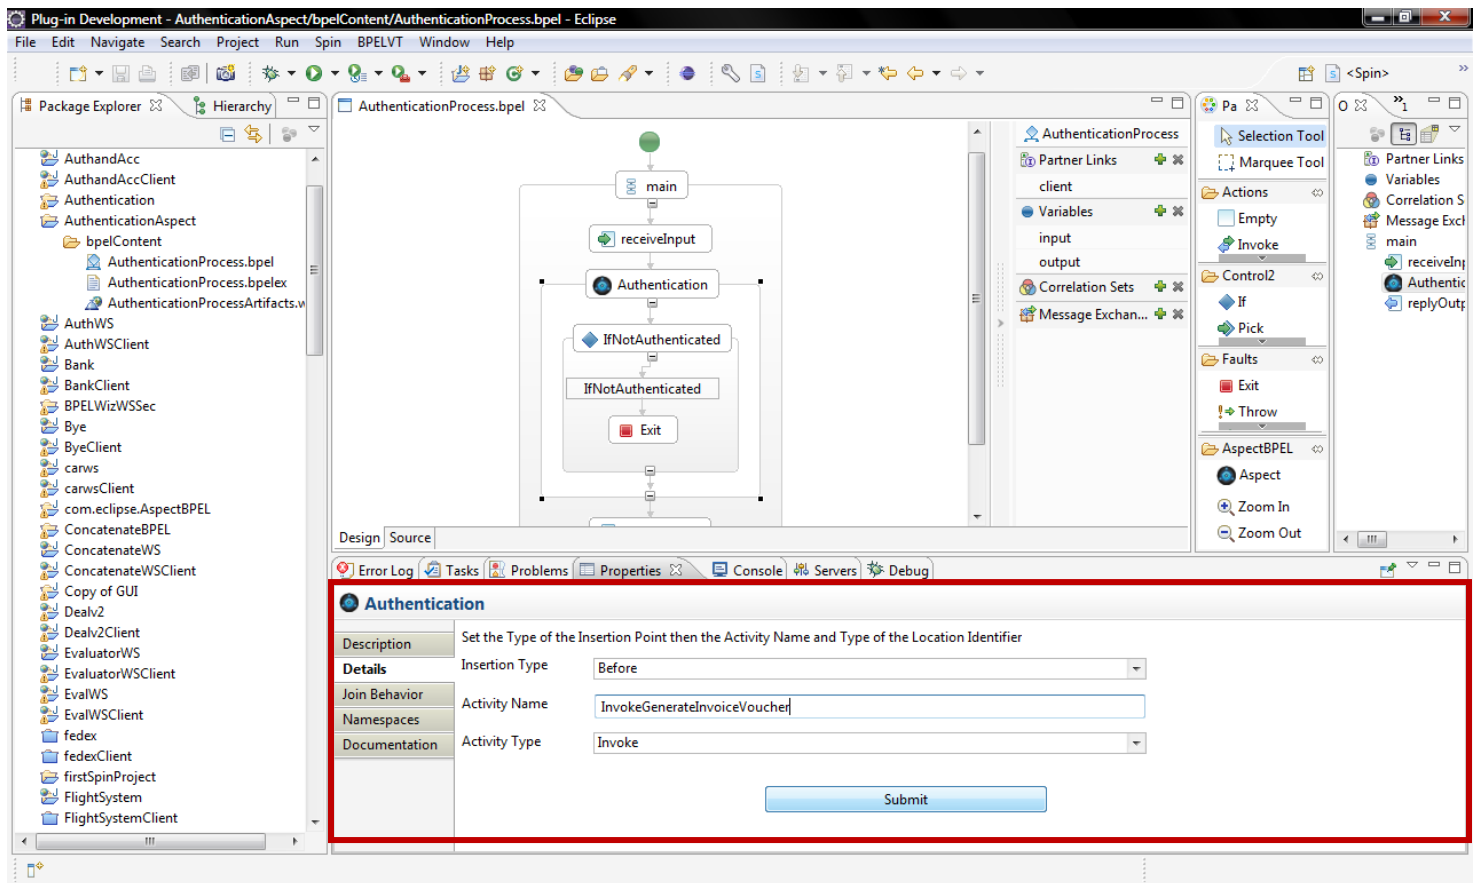 Plug-in Development - AuthenticationAspect/bpelContent/AuthenticationProcess.bpel - Eclipse
File Edit Navigate Search Project Run Spin BPELVT Window Help
<Spin>
Package Explorer
Hierarchy
AuthandAcc
AuthandAccClient
Authentication
AuthenticationAspect
bpelContent
AuthenticationProcess.bpel
AuthenticationProcess.bpelex
AuthenticationProcessArtifacts.w
AuthWS
AuthWSClient
Bank
BankClient
BPELWizWSSec
Bye
ByeClient
carws
carwsClient
com.eclipse.AspectBPEL
ConcatenateBPEL
ConcatenateWS
ConcatenateWSClient
Copy of GUI
Dealv2
Dealv2Client
EvaluatorWS
EvaluatorWSClient
EvalWS
EvalWSClient
fedex
fedexClient
firstSpinProject
FlightSystem
FlightSystemClient
AuthenticationProcess.bpel
main
receiveInput
Authentication
IfNotAuthenticated
IfNotAuthenticated
Exit
Design Source
AuthenticationProcess
Partner Links
client
Variables
input
output
Correlation Sets
Message Exchan...
Pa
Selection Tool
Marquee Tool
Actions
Empty
Invoke
Control2
If
Pick
Faults
Exit
Throw
AspectBPEL
Aspect
Zoom In
Zoom Out
O
1
Partner Links
Variables
Correlation S
Message Exch
main
receiveInp
Authentic
replyOutp
Error Log Tasks Problems Properties Console Servers Debug
Authentication
Description
Details
Join Behavior
Namespaces
Documentation
Set the Type of the Insertion Point then the Activity Name and Type of the Location Identifier
Insertion Type Before
Activity Name InvokeGenerateInvoiceVoucher
Activity Type Invoke
Submit